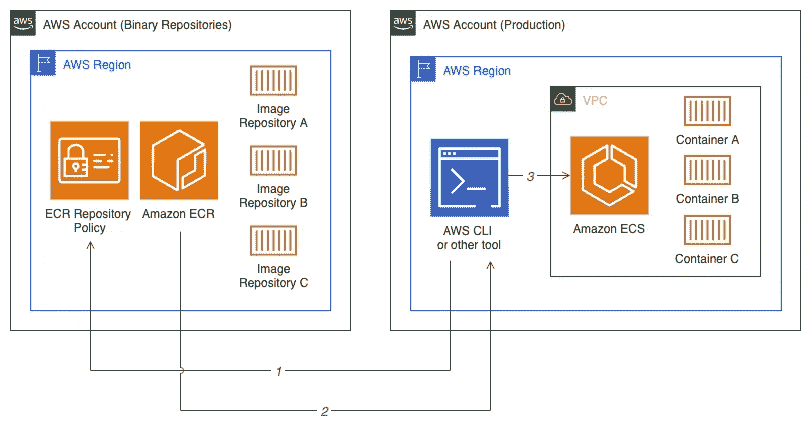 aws
AWS Account (Binary Repositories)
AWS Region
Image
Repository A
Image
Repository B
Image
Repository C
ECR Repository
Policy
Amazon ECR
aws
AWS Account (Production)
AWS Region
VPC
AWS CLI
or other tool
3
Amazon ECS
Container A
Container B
Container C
1
2